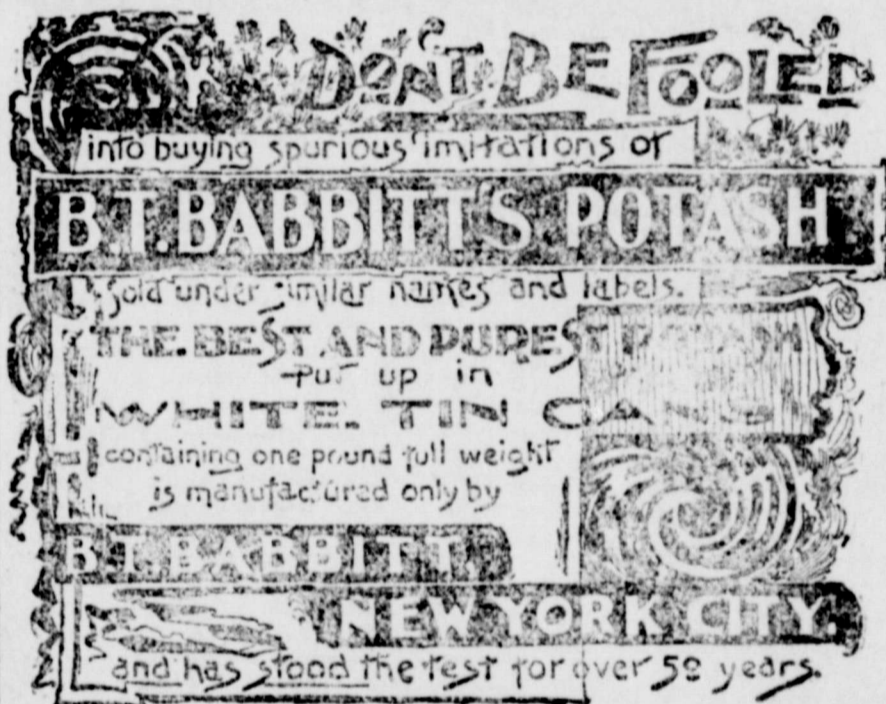 DON'T BE FOOLED
into buying spurious imitations of
B.T. BABBITT'S POTASH
sold under similar names and labels.
THE BEST AND PUREST POTASH
Put up in
WHITE TIN CANS
containing one pound full weight
is manufactured only by
B.T. BABBITT
NEW YORK CITY
and has stood the test for over 50 years.